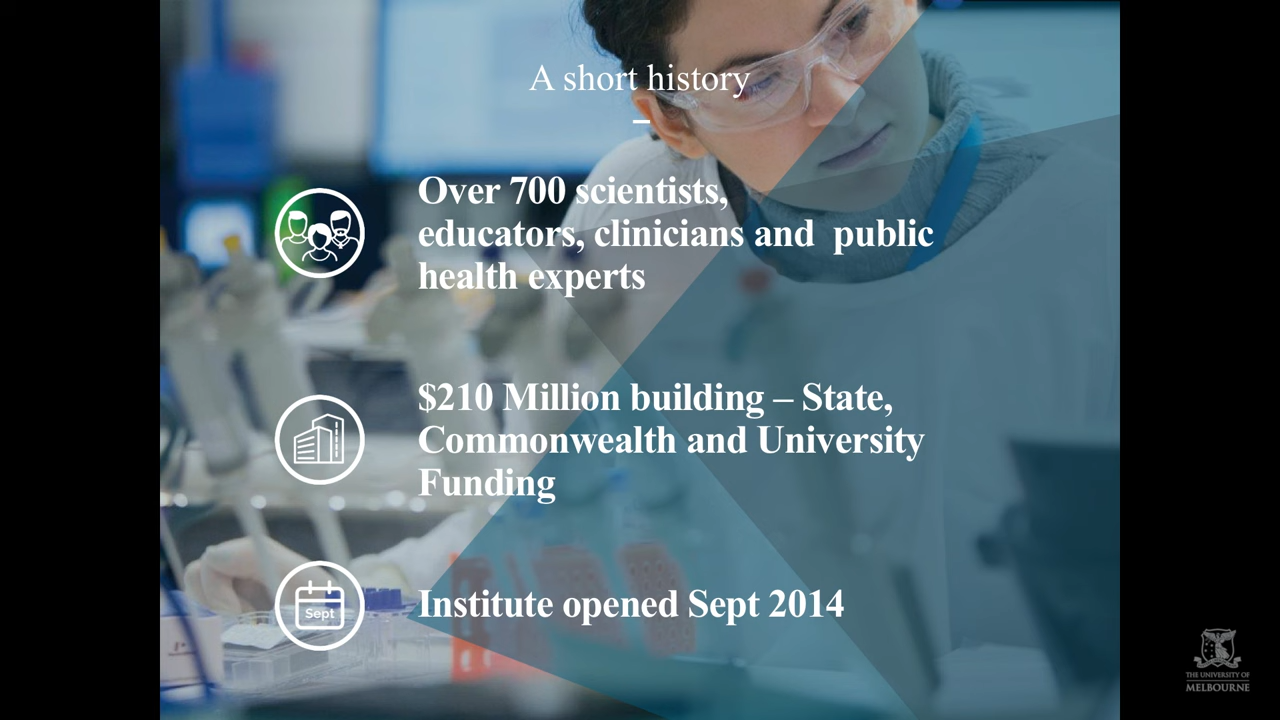 A short history
Over 700 scientists,
educators, clinicians and  public
health experts
$210 Million building – State,
Commonwealth and University
Funding
Sept
Institute opened Sept 2014
THE UNIVERSITY OF
MELBOURNE